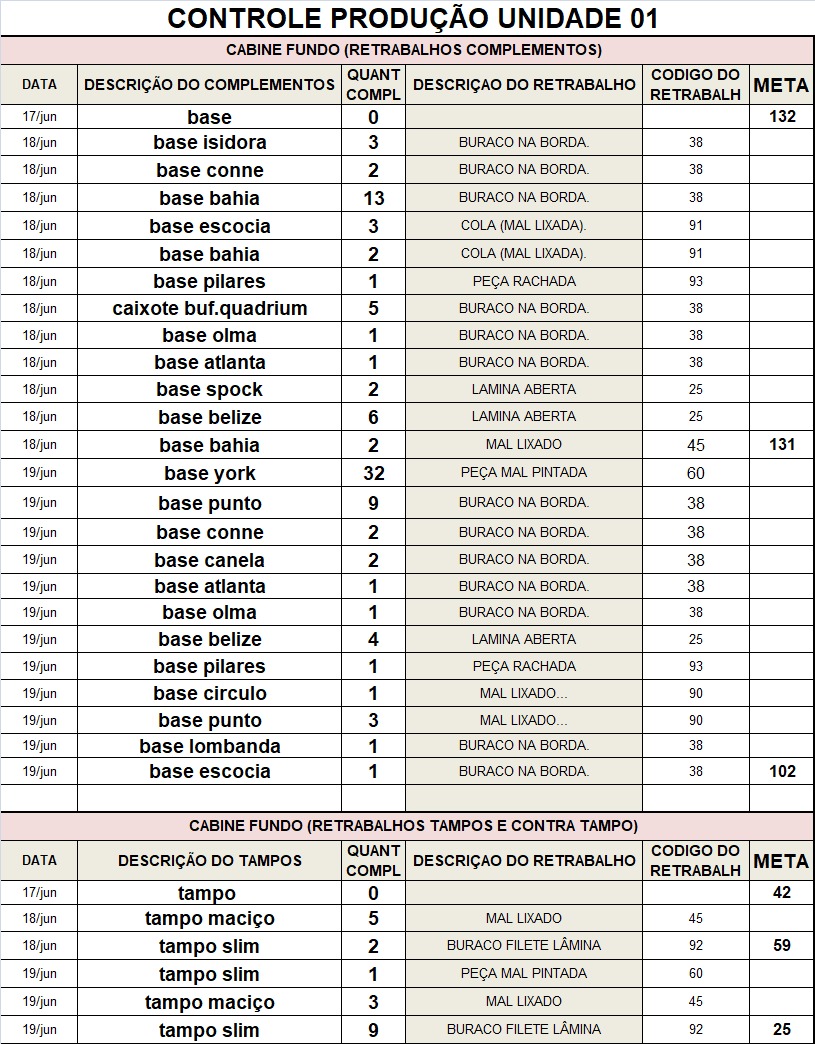 CONTROLE PRODUÇÃO UNIDADE 01
CABINE FUNDO (RETRABALHOS COMPLEMENTOS)
DATA DESCRIÇÃO DO COMPLEMENTOS QUANT COMPL DESCRIÇAO DO RETRABALHO CODIGO DO RETRABALH META
17/jun base 0 132
18/jun base isidora 3 BURACO NA BORDA. 38
18/jun base conne 2 BURACO NA BORDA. 38
18/jun base bahia 13 BURACO NA BORDA. 38
18/jun base escocia 3 COLA (MAL LIXADA). 91
18/jun base bahia 2 COLA (MAL LIXADA). 91
18/jun base pilares 1 PEÇA RACHADA 93
18/jun caixote buf.quadrium 5 BURACO NA BORDA. 38
18/jun base olma 1 BURACO NA BORDA. 38
18/jun base atlanta 1 BURACO NA BORDA. 38
18/jun base spock 2 LAMINA ABERTA 25
18/jun base belize 6 LAMINA ABERTA 25
18/jun base bahia 2 MAL LIXADO 45 131
19/jun base york 32 PEÇA MAL PINTADA 60
19/jun base punto 9 BURACO NA BORDA. 38
19/jun base conne 2 BURACO NA BORDA. 38
19/jun base canela 2 BURACO NA BORDA. 38
19/jun base atlanta 1 BURACO NA BORDA. 38
19/jun base olma 1 BURACO NA BORDA. 38
19/jun base belize 4 LAMINA ABERTA 25
19/jun base pilares 1 PEÇA RACHADA 93
19/jun base circulo 1 MAL LIXADO... 90
19/jun base punto 3 MAL LIXADO... 90
19/jun base lombanda 1 BURACO NA BORDA. 38
19/jun base escocia 1 BURACO NA BORDA. 38 102
CABINE FUNDO (RETRABALHOS TAMPOS E CONTRA TAMPO)
DATA DESCRIÇÃO DO TAMPOS QUANT COMPL DESCRIÇAO DO RETRABALHO CODIGO DO RETRABALH META
17/jun tampo 0 42
18/jun tampo maciço 5 MAL LIXADO 45
18/jun tampo slim 2 BURACO FILETE LÂMINA 92 59
19/jun tampo slim 1 PEÇA MAL PINTADA 60
19/jun tampo maciço 3 MAL LIXADO 45
19/jun tampo slim 9 BURACO FILETE LÂMINA 92 25